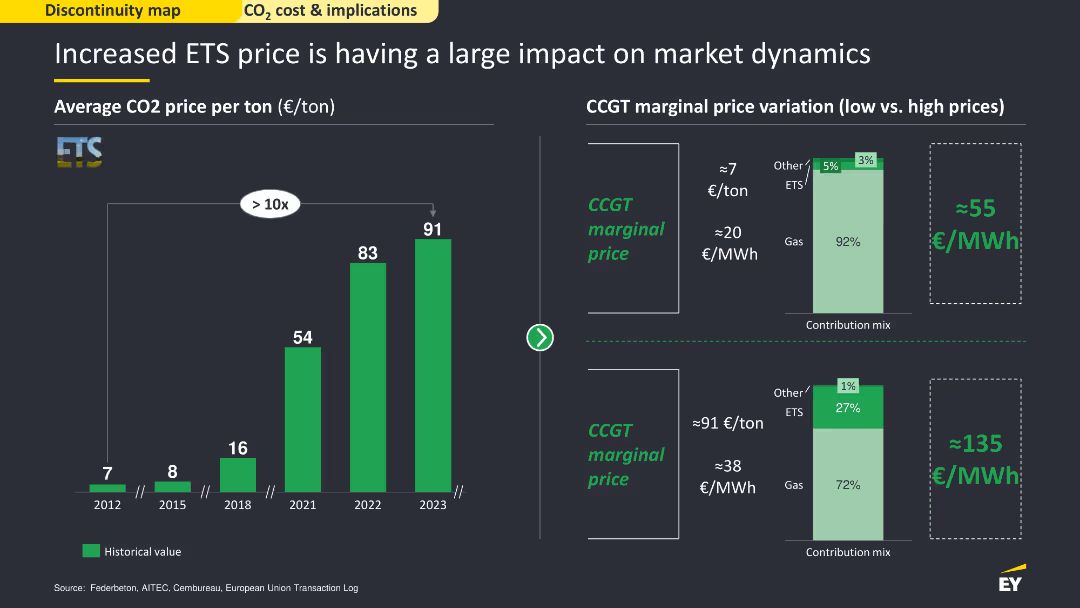 Discontinuity map
CO2 cost & implications
Increased ETS price is having a large impact on market dynamics
Average CO2 price per ton (€/ton)
ETS
> 10x
7
8
16
54
83
91
2012
2015
2018
2021
2022
2023
Historical value
CCGT marginal price variation (low vs. high prices)
CCGT
marginal
price
≈7
€/ton
≈20
€/MWh
Other
ETS
Gas
3%
5%
92%
Contribution mix
≈55
€/MWh
CCGT
marginal
price
≈91 €/ton
≈38
€/MWh
Other
ETS
Gas
1%
27%
72%
Contribution mix
≈135
€/MWh
Source: Federbeton, AITEC, Cembureau, European Union Transaction Log
EY